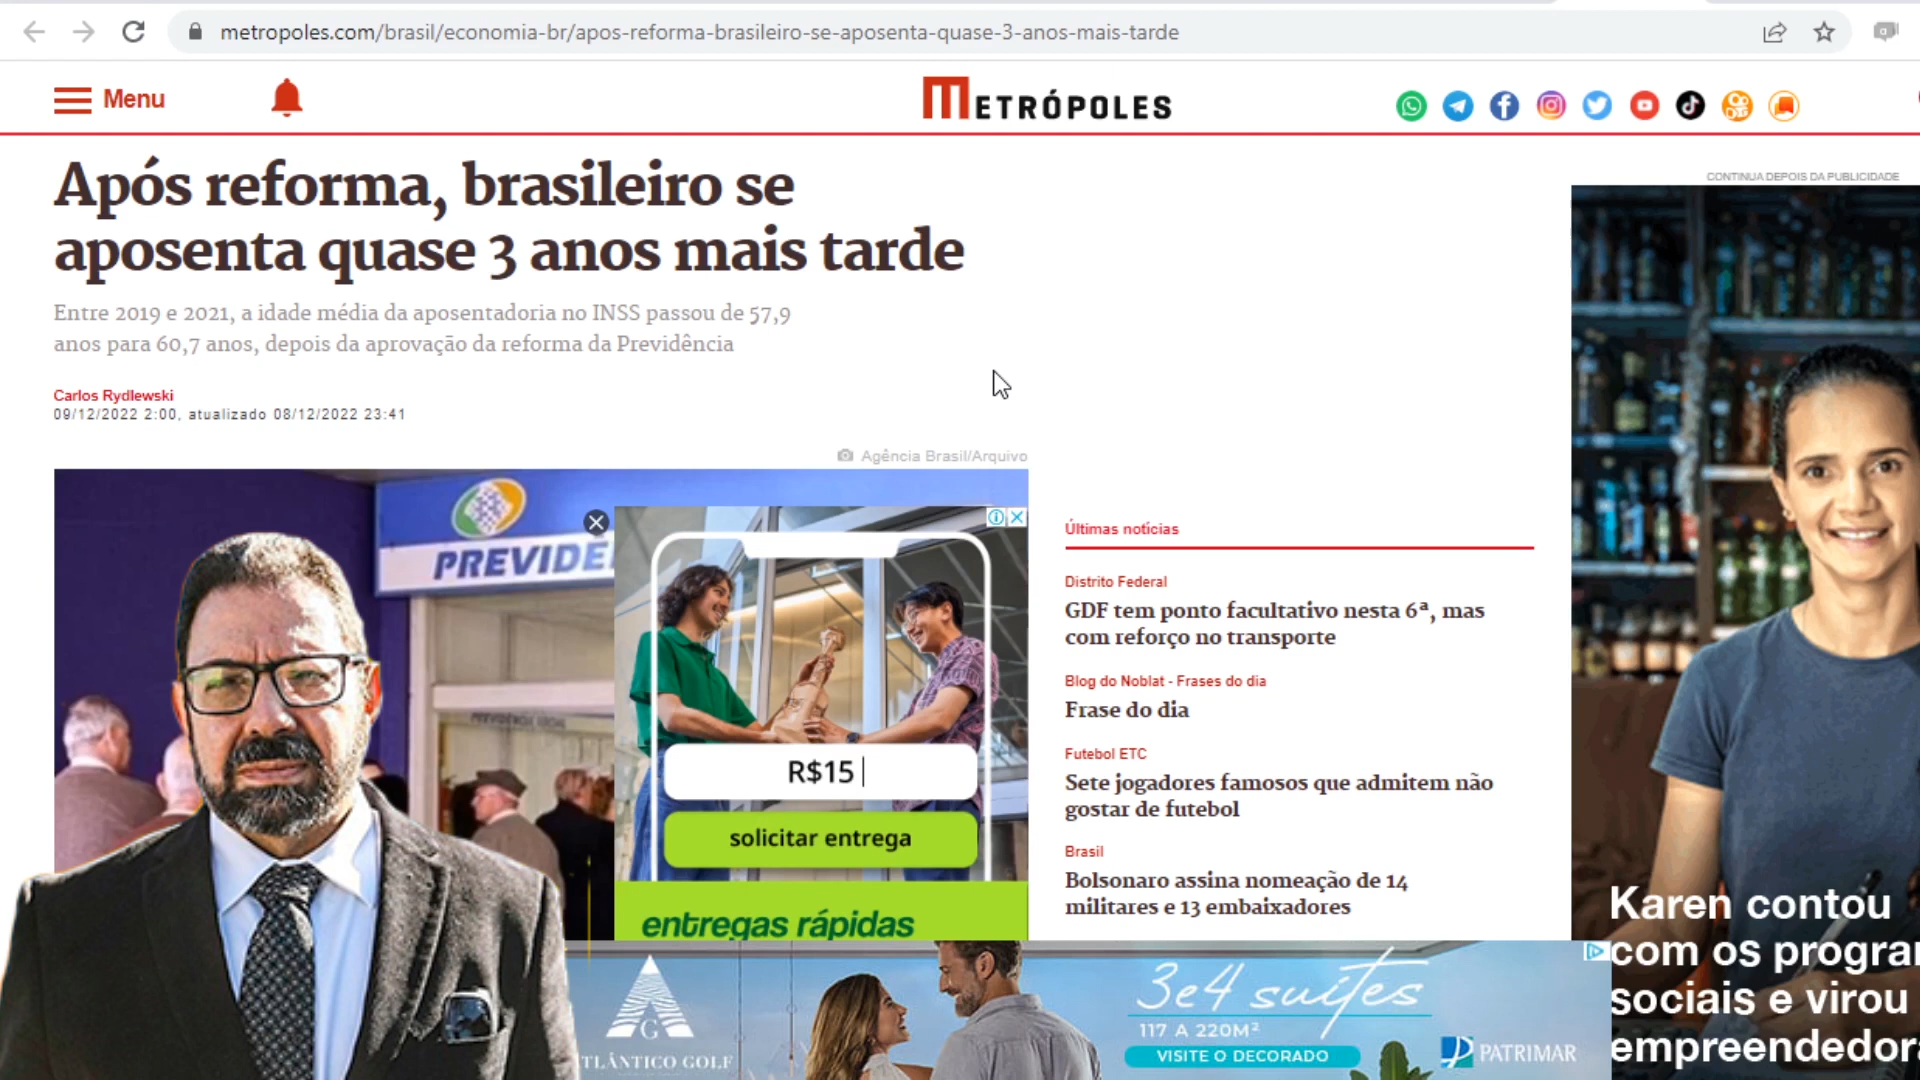 metropoles.com/brasil/economia-br/apos-reforma-brasileiro-se-aposenta-quase-3-anos-mais-tarde
Menu
METRÓPOLES
Após reforma, brasileiro se
aposenta quase 3 anos mais tarde
Entre 2019 e 2021, a idade média da aposentadoria no INSS passou de 57,9
anos para 60,7 anos, depois da aprovação da reforma da Previdência
Carlos Rydlewski
09/12/2022 2:00, atualizado 08/12/2022 23:41
Agência Brasil/Arquivo
PREVIDE
PREVIDÊNCIA SOCIAL
R$15
solicitar entrega
entregas rápidas
Últimas notícias
Distrito Federal
GDF tem ponto facultativo nesta 6ª, mas
com reforço no transporte
Blog do Noblat - Frases do dia
Frase do dia
Futebol ETC
Sete jogadores famosos que admitem não
gostar de futebol
Brasil
Bolsonaro assina nomeação de 14
militares e 13 embaixadores
CONTINUA DEPOIS DA PUBLICIDADE
Karen contou
com os progra
sociais e virou
empreendedor
G
TLÂNTICO GOLF
3e4 suítes
117 A 220M²
VISITE O DECORADO
PATRIMAR